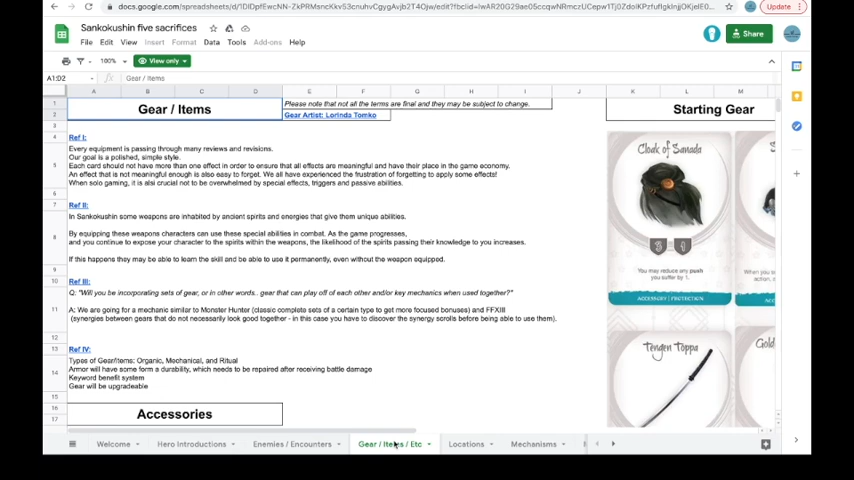 Update
Sankokushin five sacrifices
File Edit View Insert Format Data Tools Add-ons Help
Share
100%
View only
A1:D2
Gear / Items
A B C D E F G H I J K L M
Gear / Items
Please note that not all the terms are final and they may be subject to change.
Starting Gear
Gear Artist: Lorinda Tomko
Ref I:
Every equipment is passing through many reviews and revisions.
Our goal is a polished, simple style.
Each card should not have more than one effect in order to ensure that all effects are meaningful and have their place in the game economy.
An effect that is not meaningful enough is also easy to forget. We all have experienced the frustration of forgetting to apply some effects!
When solo gaming, it is alsi crucial not to be overwhelmed by special effects, triggers and passive abilities.
Ref II:
In Sankokushin some weapons are inhabited by ancient spirits and energies that give them unique abilities.
By equipping these weapons characters can use these special abilities in combat. As the game progresses,
and you continue to expose your character to the spirits within the weapons, the likelihood of the spirits passing their knowledge to you increases.
If this happens they may be able to learn the skill and be able to use it permanently, even without the weapon equipped.
Ref III:
Q: "Will you be incorporating sets of gear, or in other words.. gear that can play off of each other and/or key mechanics when used together?"
A: We are going for a mechanic similar to Monster Hunter (classic complete sets of a certain type to get more focused bonuses) and FFXIII
(synergies between gears that do not necessarily look good together - in this case you have to discover the synergy scrolls before being able to use them).
Ref IV:
Types of Gear/items: Organic, Mechanical, and Ritual
Armor will have some form a durability, which needs to be repaired after receiving battle damage
Keyword benefit system
Gear will be upgradeable
Accessories
Cloak of Sanada
You may reduce any push
you suffer by 1.
ACCESSORY | PROTECTION
Tengen Toppa
Welcome Hero Introductions Enemies / Encounters Gear / Items / Etc Locations Mechanisms